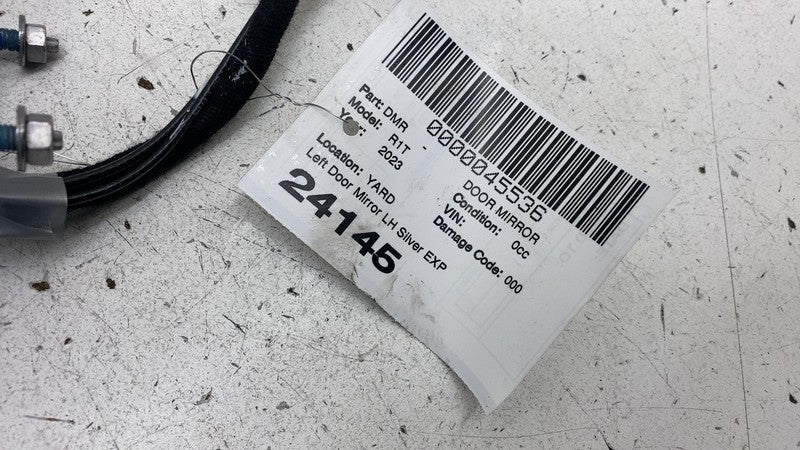 0000045536
Part: DMR - DOOR MIRROR
Model: R1T Condition: 0cc
Year: 2023 VIN:
Damage Code: 000
Location: YARD
Left Door Mirror LH Silver EXP
24145